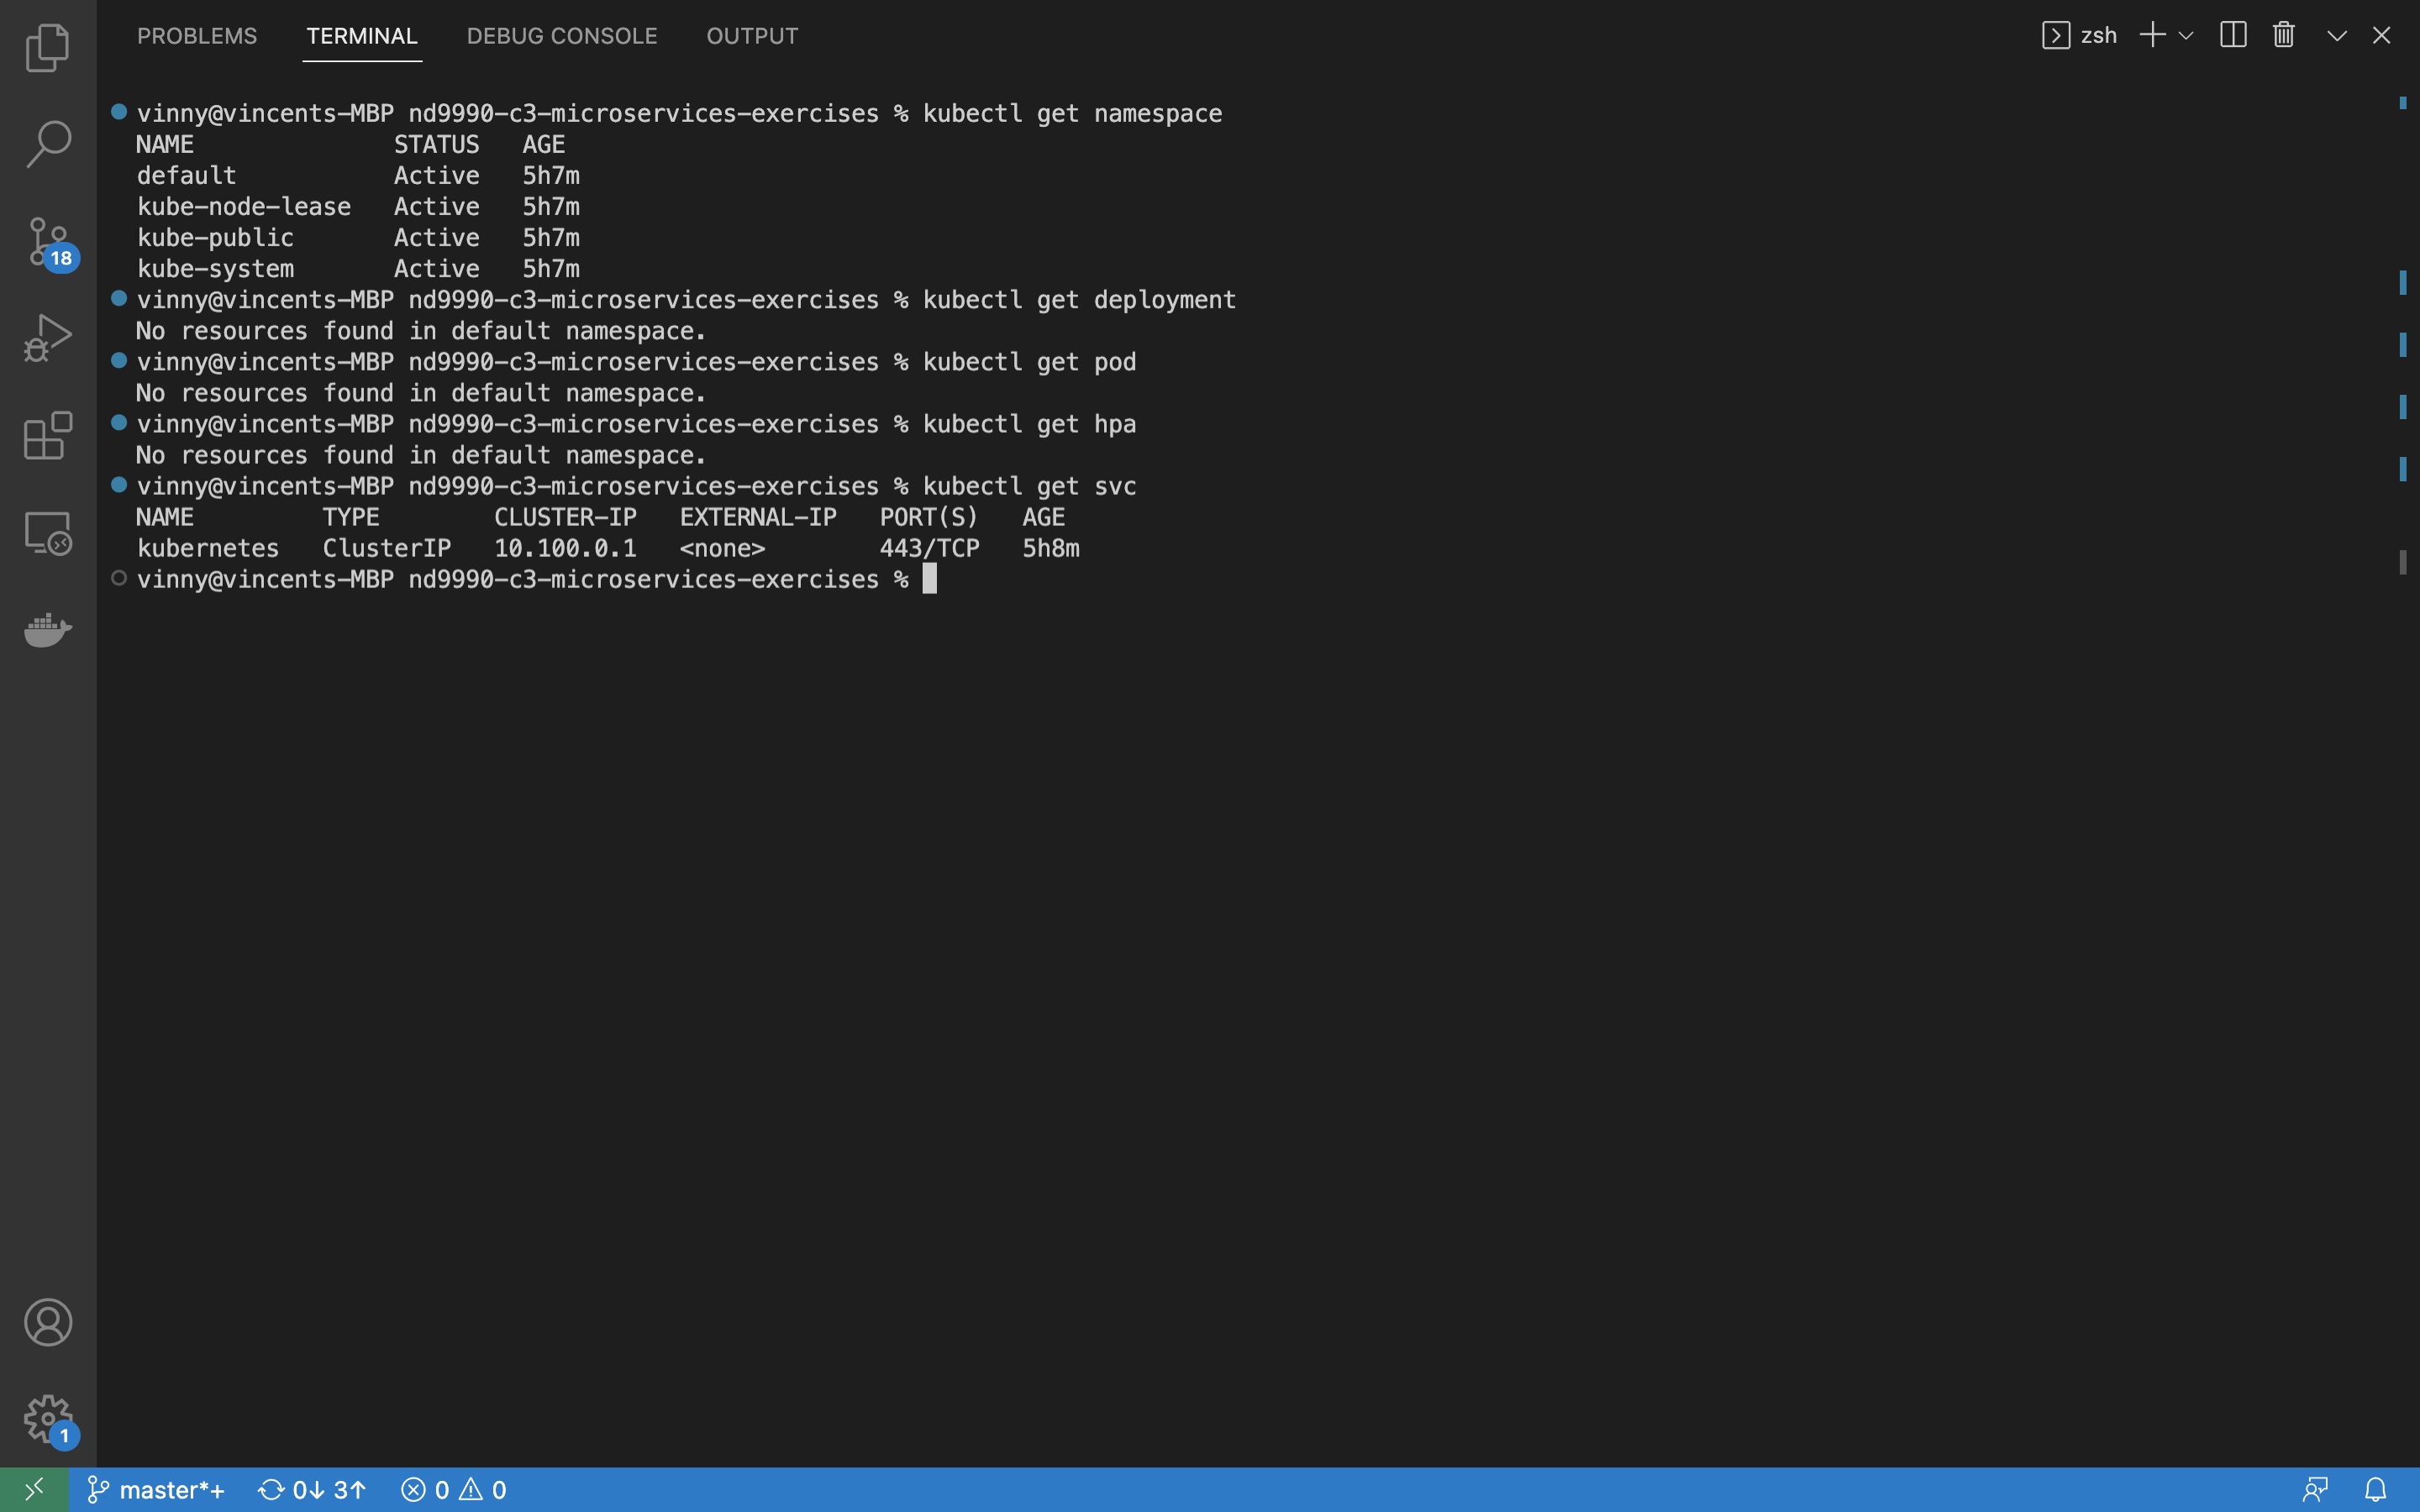 PROBLEMS TERMINAL DEBUG CONSOLE OUTPUT zsh
vinny@vincents-MBP nd9990-c3-microservices-exercises % kubectl get namespace
NAME STATUS AGE
default Active 5h7m
kube-node-lease Active 5h7m
kube-public Active 5h7m
kube-system Active 5h7m
vinny@vincents-MBP nd9990-c3-microservices-exercises % kubectl get deployment
No resources found in default namespace.
vinny@vincents-MBP nd9990-c3-microservices-exercises % kubectl get pod
No resources found in default namespace.
vinny@vincents-MBP nd9990-c3-microservices-exercises % kubectl get hpa
No resources found in default namespace.
vinny@vincents-MBP nd9990-c3-microservices-exercises % kubectl get svc
NAME TYPE CLUSTER-IP EXTERNAL-IP PORT(S) AGE
kubernetes ClusterIP 10.100.0.1 <none> 443/TCP 5h8m
vinny@vincents-MBP nd9990-c3-microservices-exercises %
18
1
master*+ 0↓ 3↑ 0 0